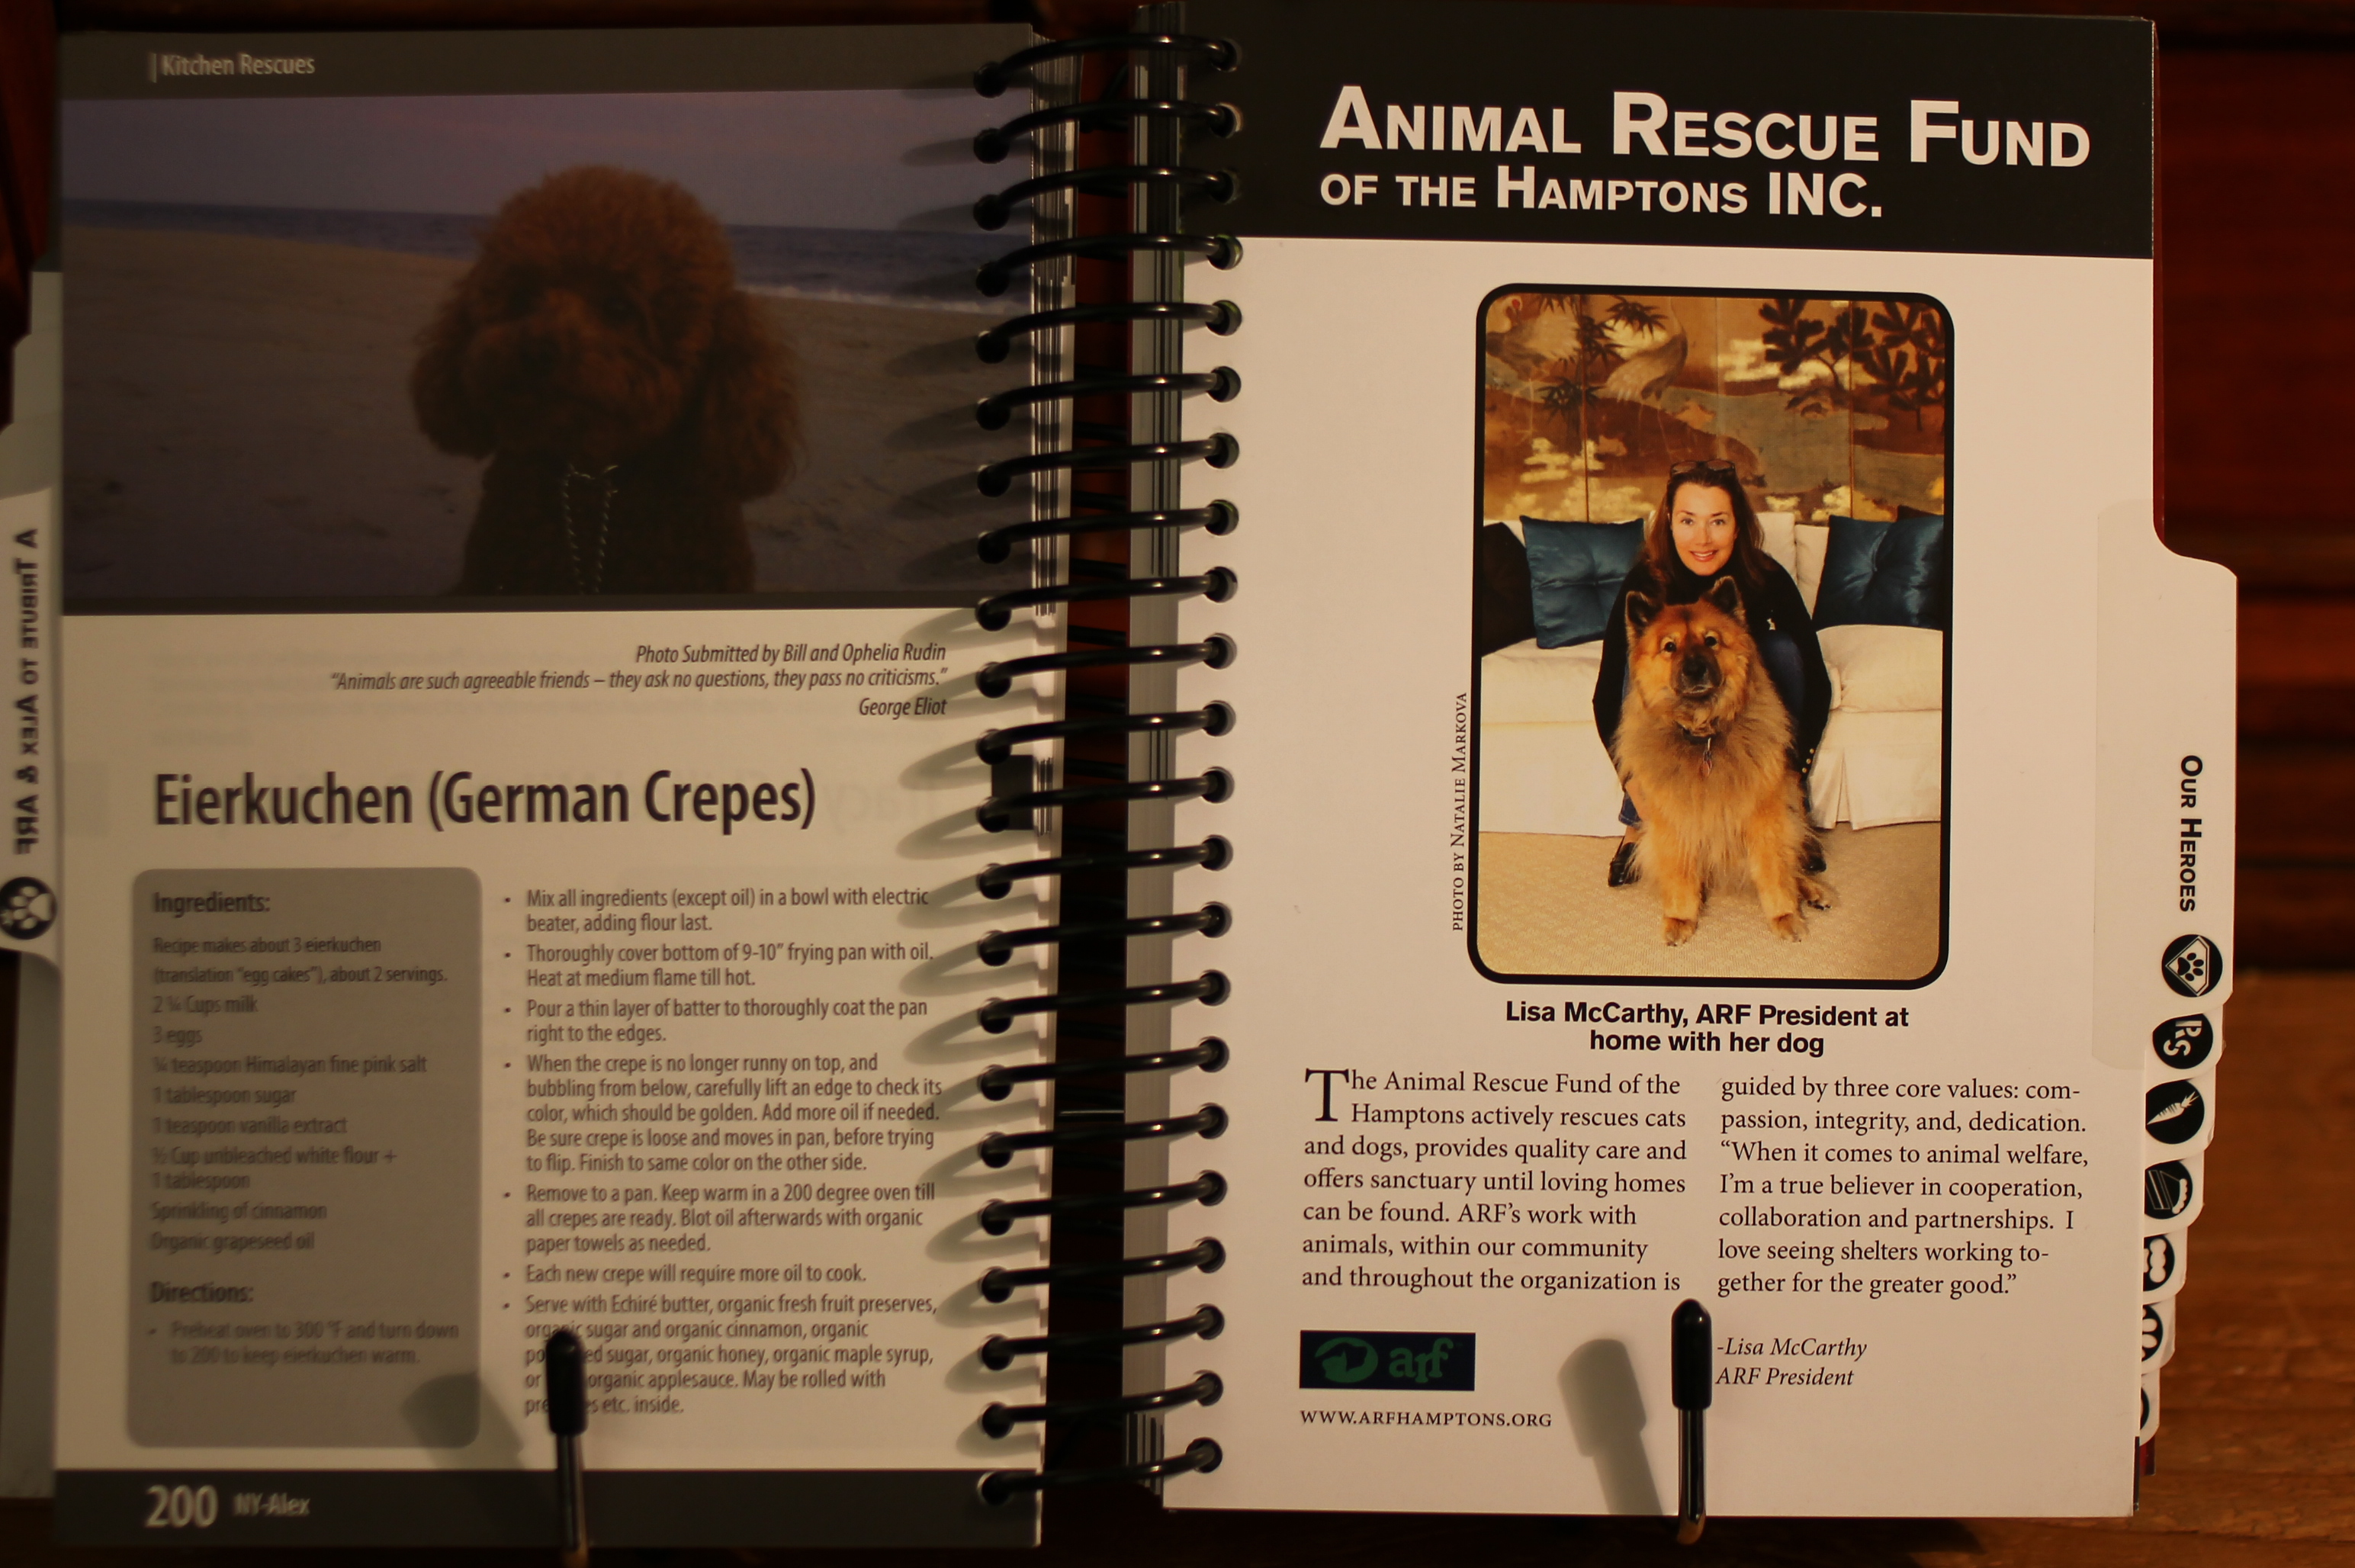 Kitchen Rescues
Photo Submitted by Bill and Ophelia Rudin
“Animals are such agreeable friends – they ask no questions, they pass no criticisms.”
George Eliot
Eierkuchen (German Crepes)
Ingredients:
Recipe makes about 3 eierkuchen
(translation “egg cakes”), about 2 servings.
2 ¼ Cups milk
3 eggs
teaspoon Himalayan fine pink salt
1 tablespoon sugar
1 teaspoon vanilla extract
Cup unbleached white flour +
1 tablespoon
Sprinkling of cinnamon
Organic grapeseed oil
Directions:
• Preheat oven to 300 °F and turn down
to 200 to keep eierkuchen warm.
• Mix all ingredients (except oil) in a bowl with electric
beater, adding flour last.
• Thoroughly cover bottom of 9-10” frying pan with oil.
Heat at medium flame till hot.
• Pour a thin layer of batter to thoroughly coat the pan
right to the edges.
• When the crepe is no longer runny on top, and
bubbling from below, carefully lift an edge to check its
color, which should be golden. Add more oil if needed.
Be sure crepe is loose and moves in pan, before trying
to flip. Finish to same color on the other side.
• Remove to a pan. Keep warm in a 200 degree oven till
all crepes are ready. Blot oil afterwards with organic
paper towels as needed.
• Each new crepe will require more oil to cook.
• Serve with Echiré butter, organic fresh fruit preserves,
organic sugar and organic cinnamon, organic
sugar, organic honey, organic maple syrup,
or organic applesauce. May be rolled with
etc. inside.
200 NY-Alex
A Tribute to Alex & ARF
Animal Rescue Fund
of the Hamptons INC.
Photo by Natalie Markova
Lisa McCarthy, ARF President at
home with her dog
The Animal Rescue Fund of the
Hamptons actively rescues cats
and dogs, provides quality care and
offers sanctuary until loving homes
can be found. ARF’s work with
animals, within our community
and throughout the organization is
guided by three core values: com-
passion, integrity, and, dedication.
“When it comes to animal welfare,
I’m a true believer in cooperation,
collaboration and partnerships. I
love seeing shelters working to-
gether for the greater good.”
-Lisa McCarthy
ARF President
arf
www.arfhamptons.org
Our Heroes
RS